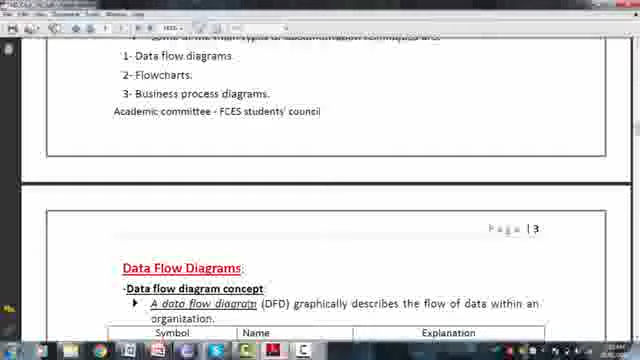 1- Data flow diagrams.
2- Flowcharts.
3- Business process diagrams.
Academic committee - FCES students' council
Page | 3
Data Flow Diagrams:
-Data flow diagram concept:
A data flow diagram (DFD) graphically describes the flow of data within an
organization.
Symbol Name Explanation